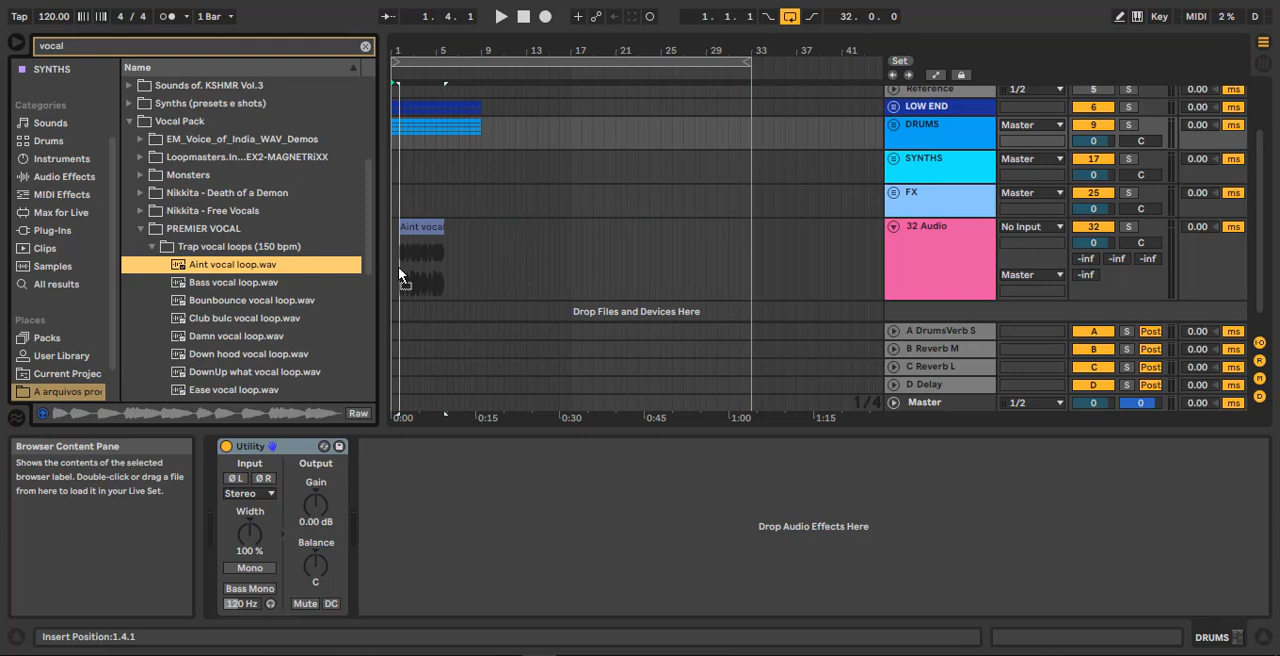 Tap 120.00 4 / 4 1 Bar 1. 4. 1 1. 1. 1 32. 0. 0 Key MIDI 2 % D
vocal
SYNTHS
Categories
Sounds
Drums
Instruments
Audio Effects
MIDI Effects
Max for Live
Plug-Ins
Clips
Samples
All results
Places
Packs
User Library
Current Projec
A arquivos pro
Name
Sounds of. KSHMR Vol.3
Synths (presets e shots)
Vocal Pack
EM_Voice_of_India_WAV_Demos
Loopmasters.In...EX2-MAGNETRiXX
Monsters
Nikkita - Death of a Demon
Nikkita - Free Vocals
PREMIER VOCAL
Trap vocal loops (150 bpm)
Aint vocal loop.wav
Bass vocal loop.wav
Bounbounce vocal loop.wav
Club bulc vocal loop.wav
Damn vocal loop.wav
Down hood vocal loop.wav
DownUp what vocal loop.wav
Ease vocal loop.wav
Raw
1 5 9 13 17 21 25 29 33 37 41
Set
Reference 1/2 5 S 0.00 ms
LOW END 6 S 0.00 ms
DRUMS Master 9 S 0.00 ms
0 C
SYNTHS Master 17 S 0.00 ms
0 C
FX Master 25 S 0.00 ms
0 C
Aint vocal
32 Audio No Input 32 S 0.00 ms
0 C
-inf -inf -inf
Master -inf
Drop Files and Devices Here
A DrumsVerb S A S Post 0.00 ms
B Reverb M B S Post 0.00 ms
C Reverb L C S Post 0.00 ms
D Delay D S Post 0.00 ms
1/4 Master 1/2 0 0 0.00 ms
0:00 0:15 0:30 0:45 1:00 1:15
H
R
M
D
Browser Content Pane
Shows the contents of the selected
browser label. Double-click or drag a file
from here to load it in your Live Set.
Utility
Input Output
Ø L Ø R Gain
Stereo
0.00 dB
Width
Balance
100 %
Mono C
Bass Mono
120 Hz Mute DC
Drop Audio Effects Here
Insert Position:1.4.1
DRUMS